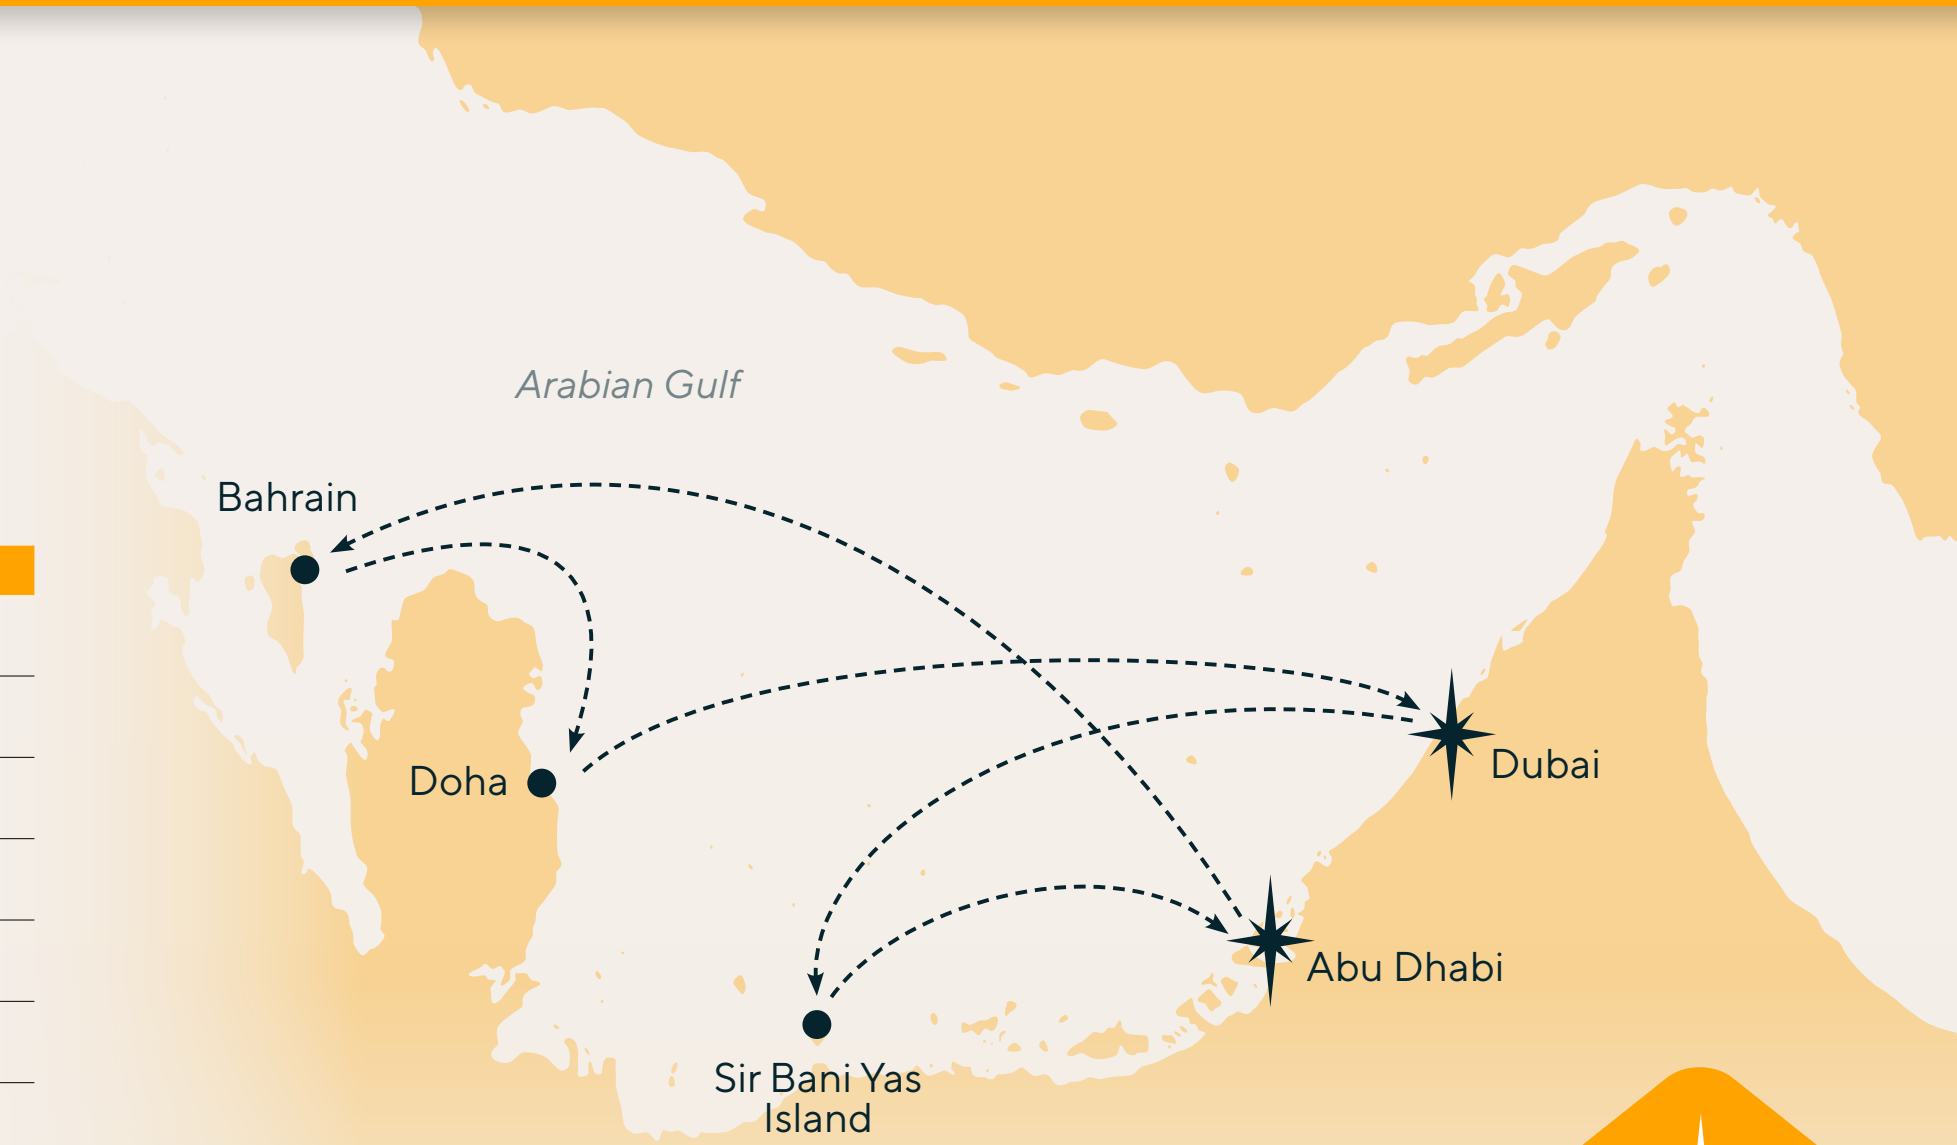 Arabian Gulf
Bahrain
Doha
Dubai
Abu Dhabi
Sir Bani Yas
Island